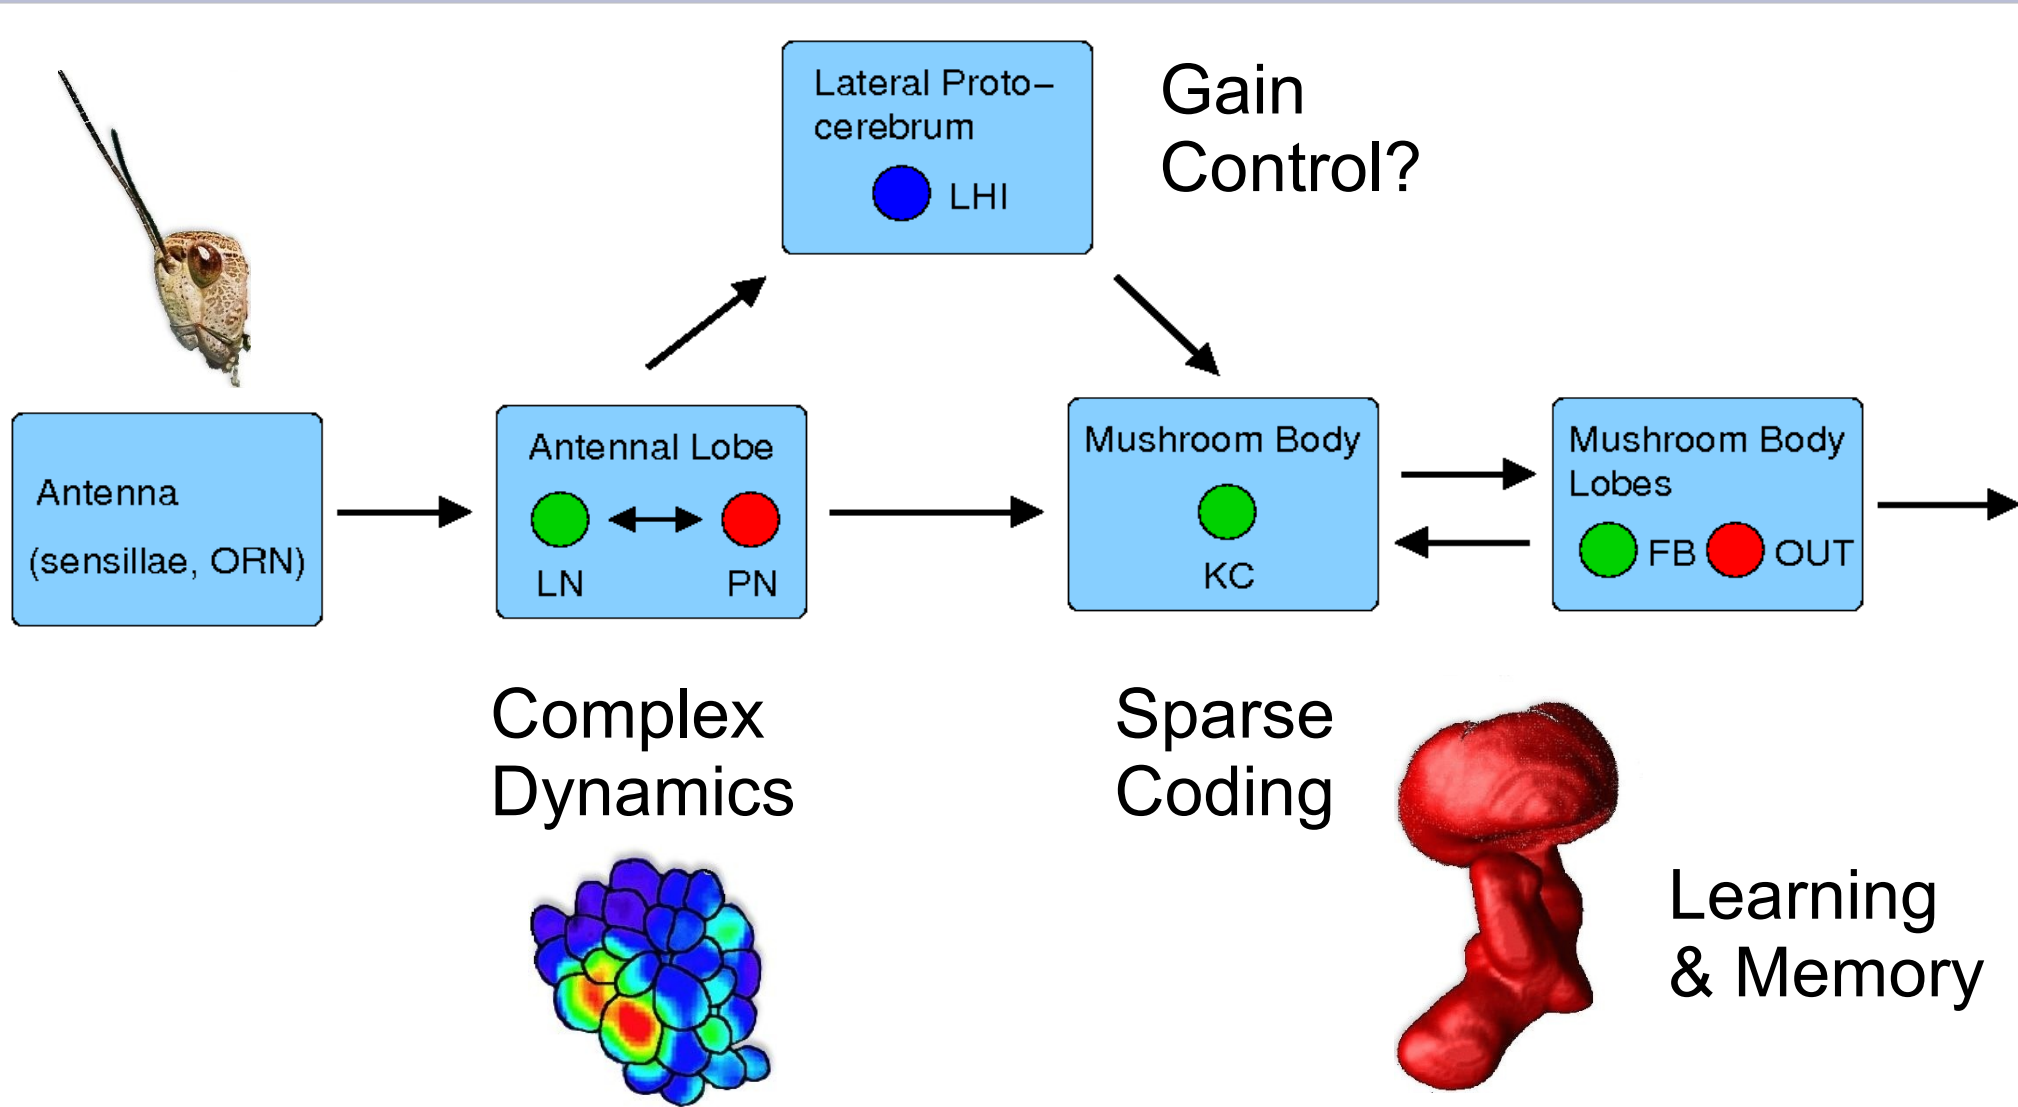 Lateral Proto–
cerebrum
LHI
Gain
Control?
Antenna
(sensillae, ORN)
Antennal Lobe
LN
PN
Mushroom Body
KC
Mushroom Body
Lobes
FB
OUT
Complex
Dynamics
Sparse
Coding
Learning
& Memory